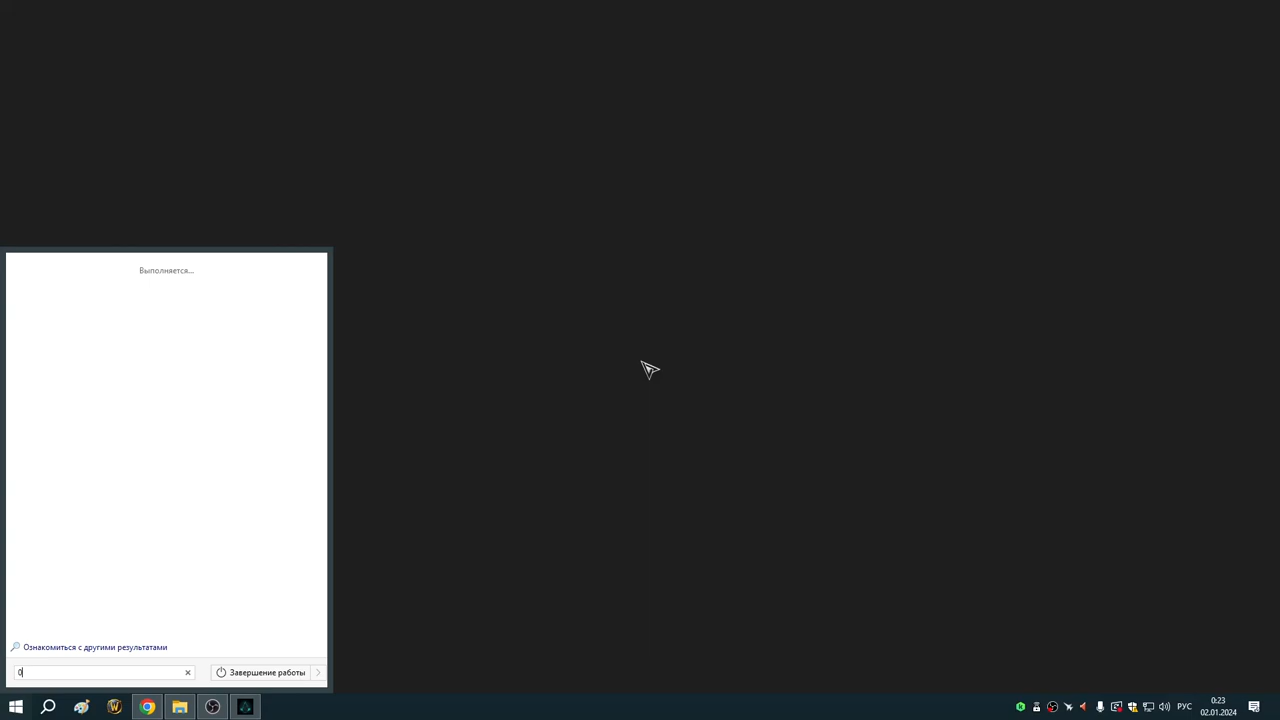 Выполняется...
Ознакомиться с другими результатами
0
Завершение работы
W
РУС
0:23
02.01.2024